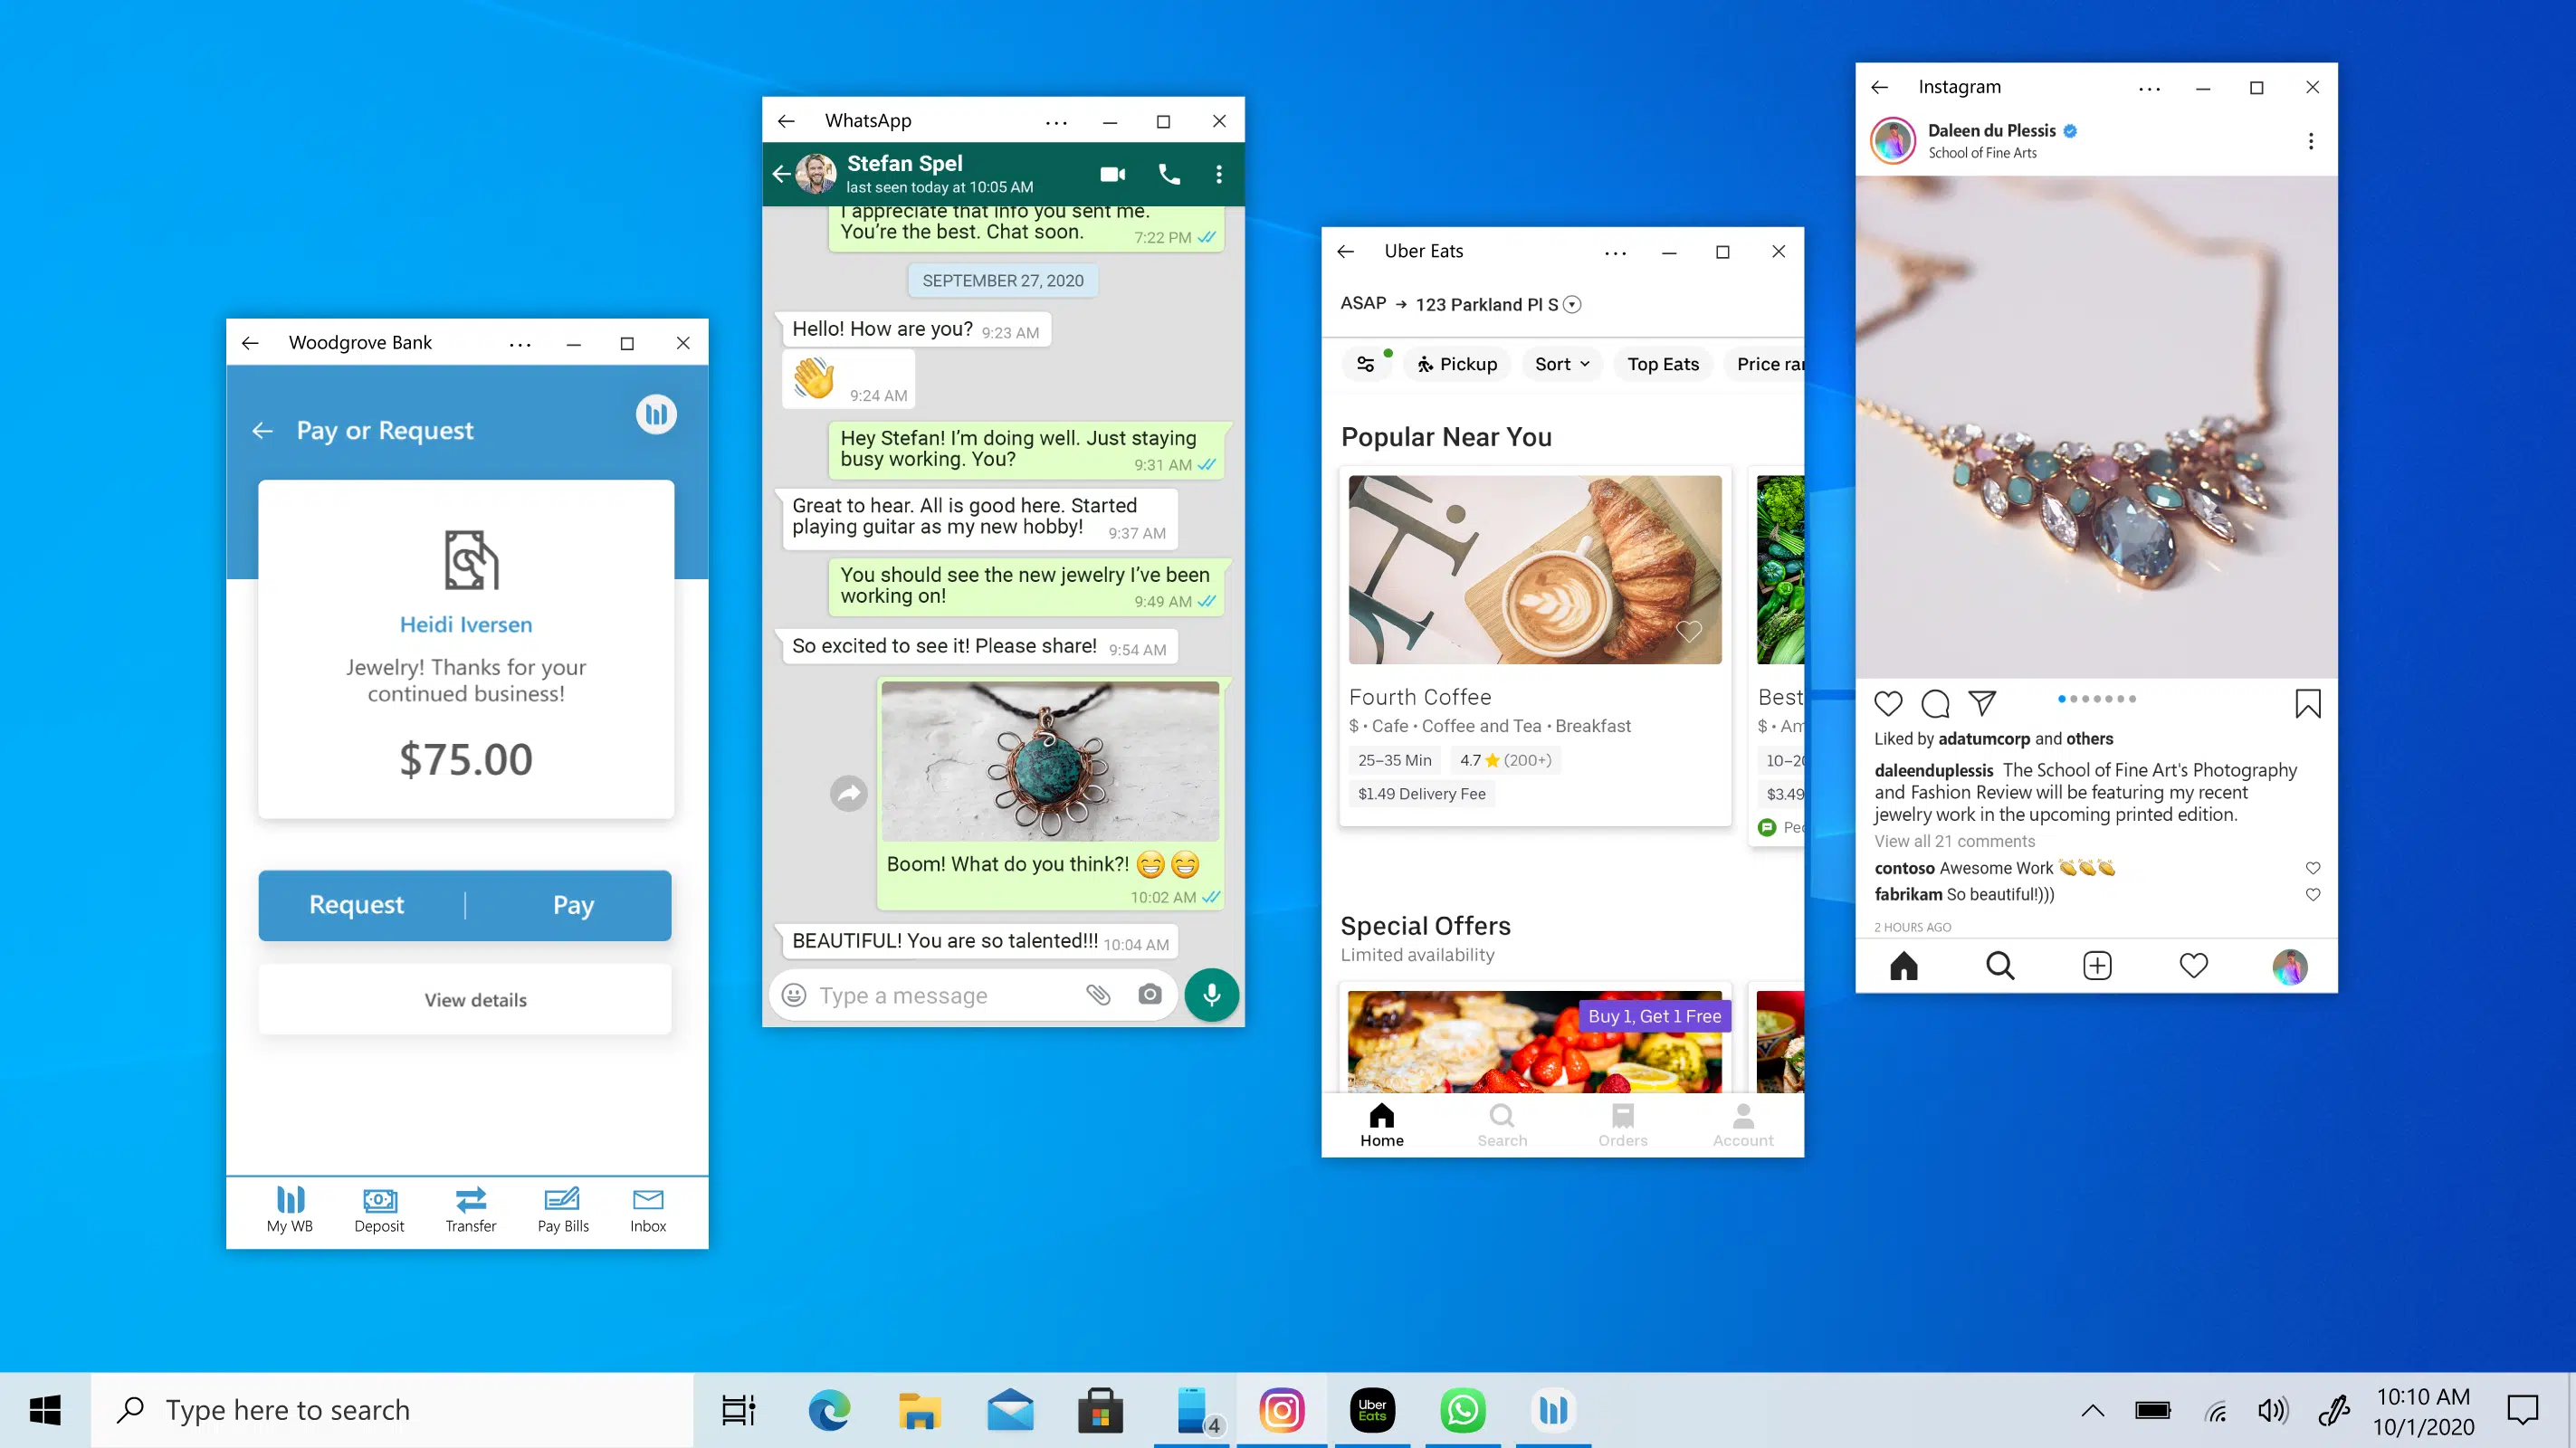 Woodgrove Bank
Pay or Request
Heidi Iversen
Jewelry! Thanks for your
continued business!
$75.00
Request | Pay
View details
My WB
Deposit
Transfer
Pay Bills
Inbox
WhatsApp
Stefan Spel
last seen today at 10:05 AM
I appreciate that info you sent me.
You're the best. Chat soon. 7:22 PM
SEPTEMBER 27, 2020
Hello! How are you? 9:23 AM
👋
9:24 AM
Hey Stefan! I'm doing well. Just staying
busy working. You? 9:31 AM
Great to hear. All is good here. Started
playing guitar as my new hobby! 9:37 AM
You should see the new jewelry I've been
working on! 9:49 AM
So excited to see it! Please share! 9:54 AM
Boom! What do you think?! 😁 😁
10:02 AM
BEAUTIFUL! You are so talented!!! 10:04 AM
Type a message
Uber Eats
ASAP → 123 Parkland Pl S
Pickup
Sort
Top Eats
Price ran
Popular Near You
Hi
Fourth Coffee
$ • Cafe • Coffee and Tea • Breakfast
25–35 Min
4.7 ⭐ (200+)
$1.49 Delivery Fee
Best
$ • Am
10–20
$3.49
Peo
Special Offers
Limited availability
Buy 1, Get 1 Free
Home
Search
Orders
Account
Instagram
Daleen du Plessis
School of Fine Arts
Liked by adatumcorp and others
daleenduplessis The School of Fine Art's Photography
and Fashion Review will be featuring my recent
jewelry work in the upcoming printed edition.
View all 21 comments
contoso Awesome Work 👏👏👏
fabrikam So beautiful!)))
2 HOURS AGO
Type here to search
4
Uber
Eats
10:10 AM
10/1/2020